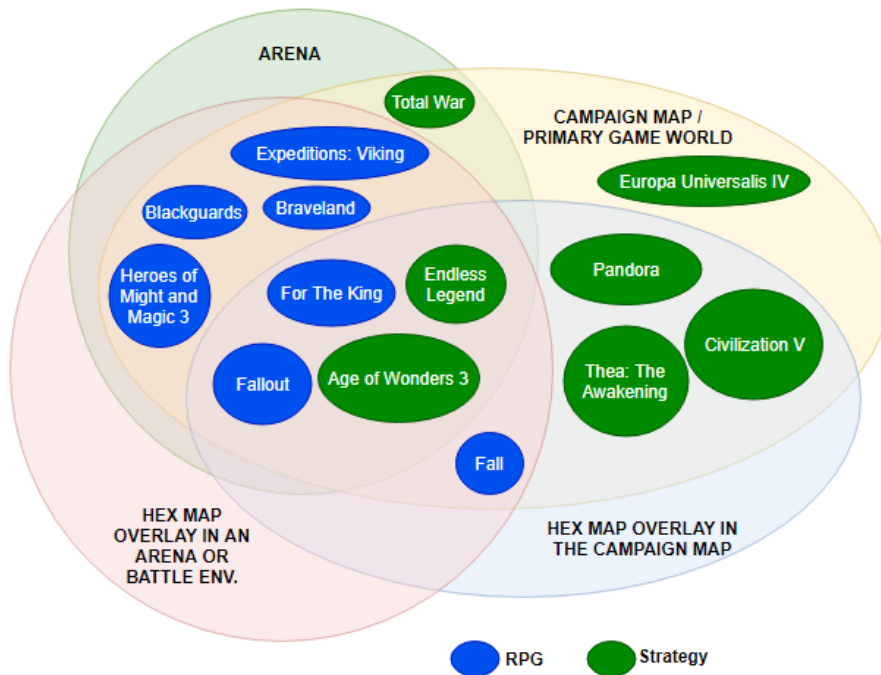 ARENA
Total War
CAMPAIGN MAP /
PRIMARY GAME WORLD
Expeditions: Viking
Europa Universalis IV
Blackguards
Braveland
Heroes of
Might and
Magic 3
For The King
Endless
Legend
Pandora
Civilization V
Fallout
Age of Wonders 3
Thea: The
Awakening
Fall
HEX MAP
OVERLAY IN AN
ARENA OR
BATTLE ENV.
HEX MAP OVERLAY IN
THE CAMPAIGN MAP
RPG
Strategy